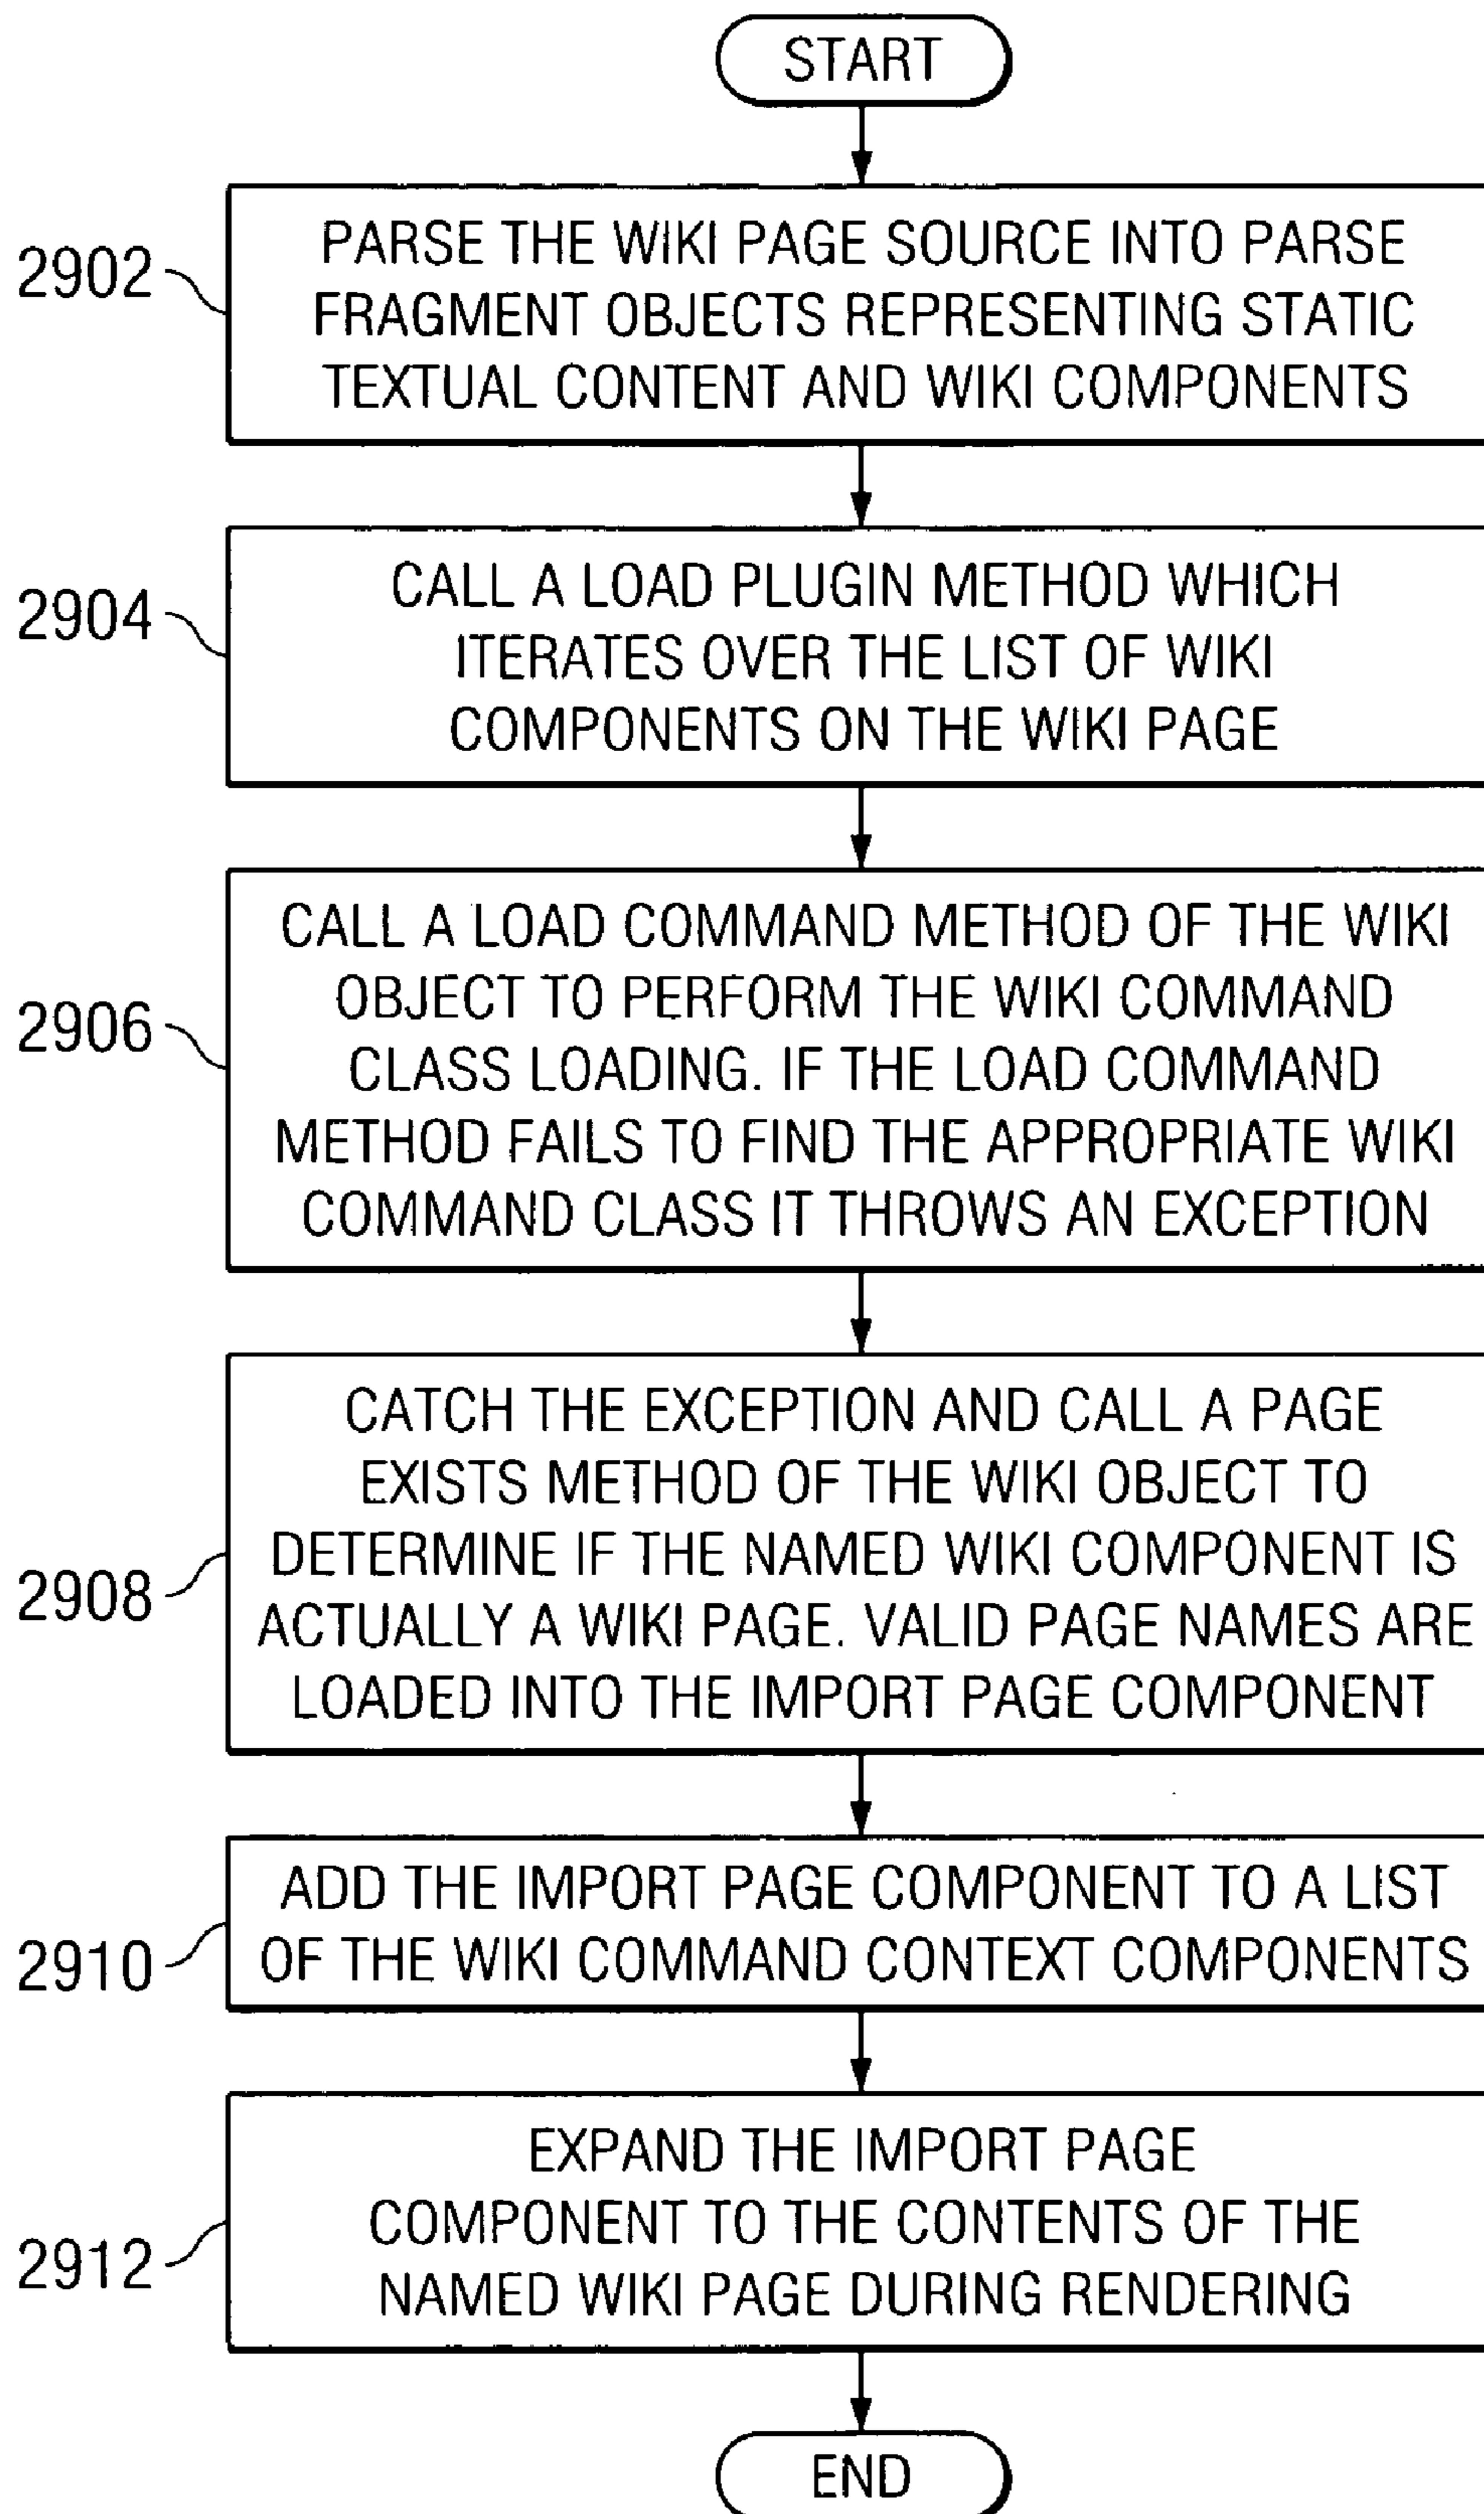 START
2902
PARSE THE WIKI PAGE SOURCE INTO PARSE
FRAGMENT OBJECTS REPRESENTING STATIC
TEXTUAL CONTENT AND WIKI COMPONENTS
2904
CALL A LOAD PLUGIN METHOD WHICH
ITERATES OVER THE LIST OF WIKI
COMPONENTS ON THE WIKI PAGE
2906
CALL A LOAD COMMAND METHOD OF THE WIKI
OBJECT TO PERFORM THE WIKI COMMAND
CLASS LOADING. IF THE LOAD COMMAND
METHOD FAILS TO FIND THE APPROPRIATE WIKI
COMMAND CLASS IT THROWS AN EXCEPTION
2908
CATCH THE EXCEPTION AND CALL A PAGE
EXISTS METHOD OF THE WIKI OBJECT TO
DETERMINE IF THE NAMED WIKI COMPONENT IS
ACTUALLY A WIKI PAGE. VALID PAGE NAMES ARE
LOADED INTO THE IMPORT PAGE COMPONENT
2910
ADD THE IMPORT PAGE COMPONENT TO A LIST
OF THE WIKI COMMAND CONTEXT COMPONENTS
2912
EXPAND THE IMPORT PAGE
COMPONENT TO THE CONTENTS OF THE
NAMED WIKI PAGE DURING RENDERING
END